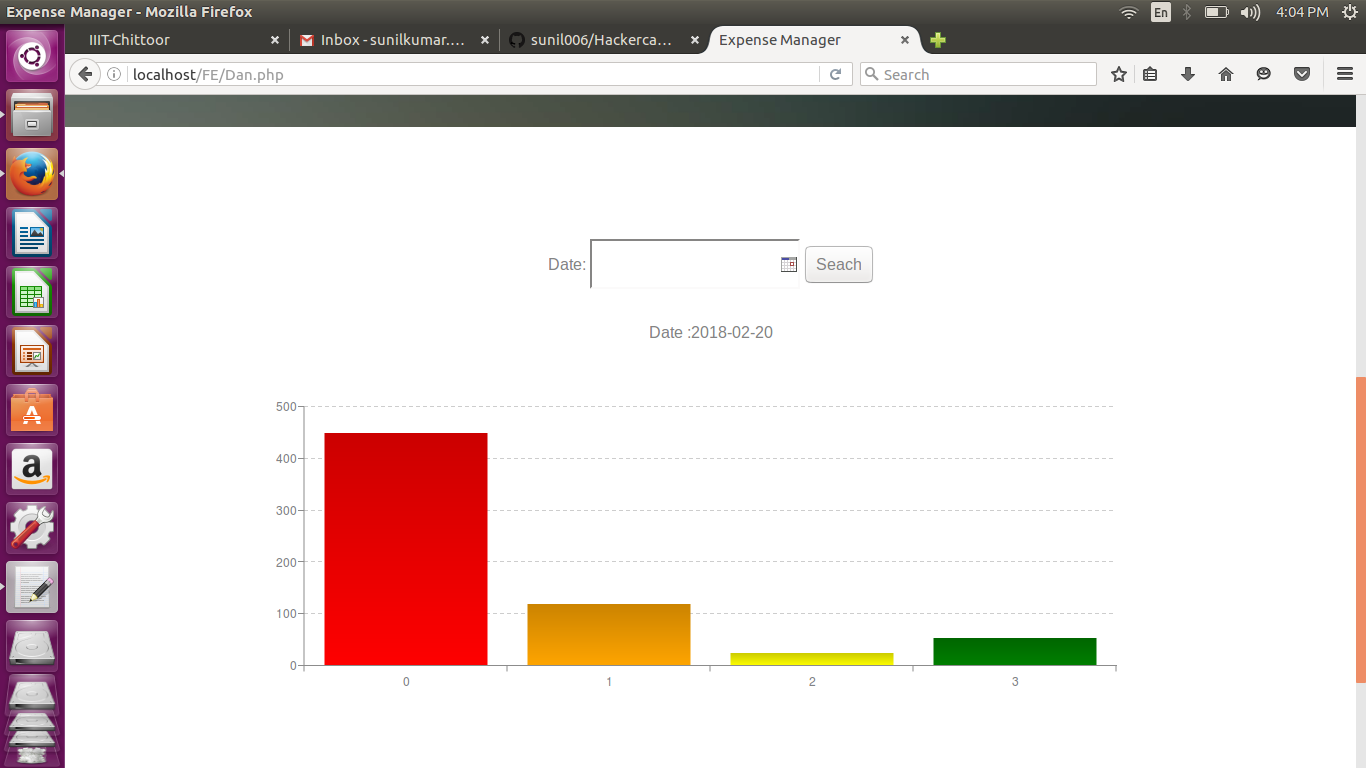 Expense Manager - Mozilla Firefox
En
4:04 PM
IIIT-Chittoor
Inbox - sunilkumar....
sunil006/Hackerca...
Expense Manager
localhost/FE/Dan.php
Search
Date:
Seach
Date :2018-02-20
500
400
300
200
100
0
0
1
2
3